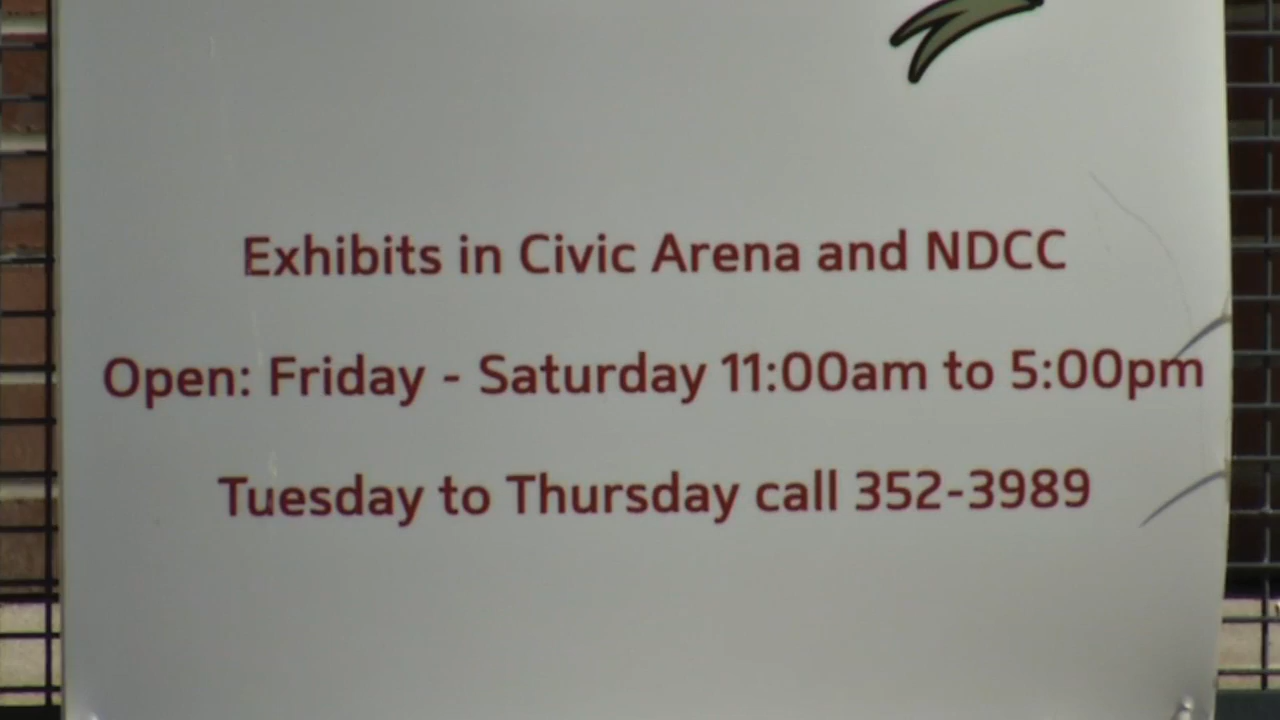 Exhibits in Civic Arena and NDCC
Open: Friday - Saturday 11:00am to 5:00pm
Tuesday to Thursday call 352-3989